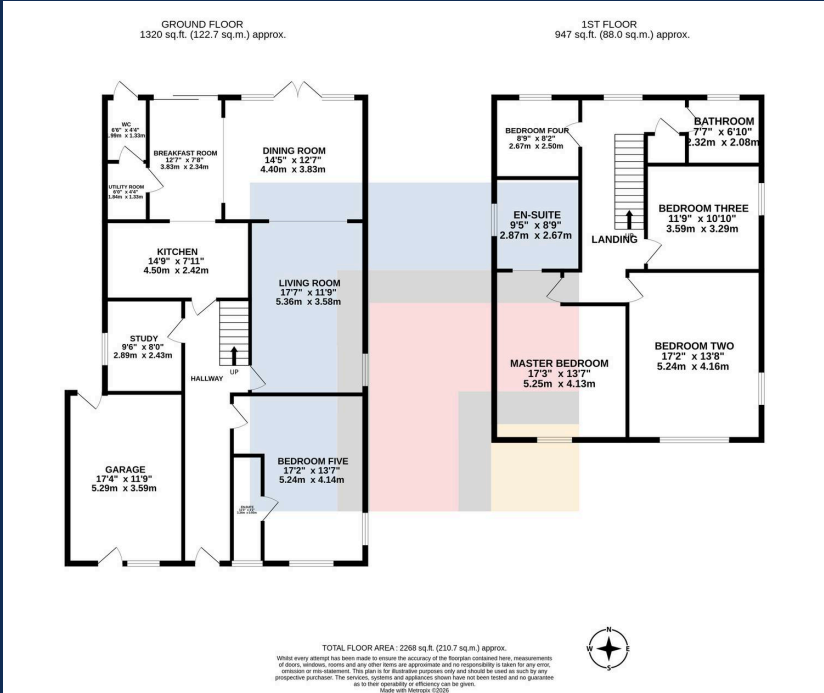 GROUND FLOOR
1320 sq.ft. (122.7 sq.m.) approx.
1ST FLOOR
947 sq.ft. (88.0 sq.m.) approx.
WC
6'6" x 4'4"
1.99m x 1.33m
BREAKFAST ROOM
12'7" x 7'8"
3.83m x 2.34m
DINING ROOM
14'5" x 12'7"
4.40m x 3.83m
UTILITY ROOM
6'0" x 4'4"
1.84m x 1.33m
KITCHEN
14'9" x 7'11"
4.50m x 2.42m
LIVING ROOM
17'7" x 11'9"
5.36m x 3.58m
STUDY
9'6" x 8'0"
2.89m x 2.43m
UP
HALLWAY
GARAGE
17'4" x 11'9"
5.29m x 3.59m
BEDROOM FIVE
17'2" x 13'7"
5.24m x 4.14m
BEDROOM FOUR
8'9" x 8'2"
2.67m x 2.50m
BATHROOM
7'7" x 6'10"
2.32m x 2.08m
EN-SUITE
9'5" x 8'9"
2.87m x 2.67m
BEDROOM THREE
11'9" x 10'10"
3.59m x 3.29m
UP
LANDING
MASTER BEDROOM
17'3" x 13'7"
5.25m x 4.13m
BEDROOM TWO
17'2" x 13'8"
5.24m x 4.16m
TOTAL FLOOR AREA : 2268 sq.ft. (210.7 sq.m.) approx.
Whilst every attempt has been made to ensure the accuracy of the floorplan contained here, measurements
of doors, windows, rooms and any other items are approximate and no responsibility is taken for any error,
omission or mis-statement. This plan is for illustrative purposes only and should be used as such by any
prospective purchaser. The services, systems and appliances shown have not been tested and no guarantee
as to their operability or efficiency can be given.
Made with Metropix ©2026
N
W
E
S